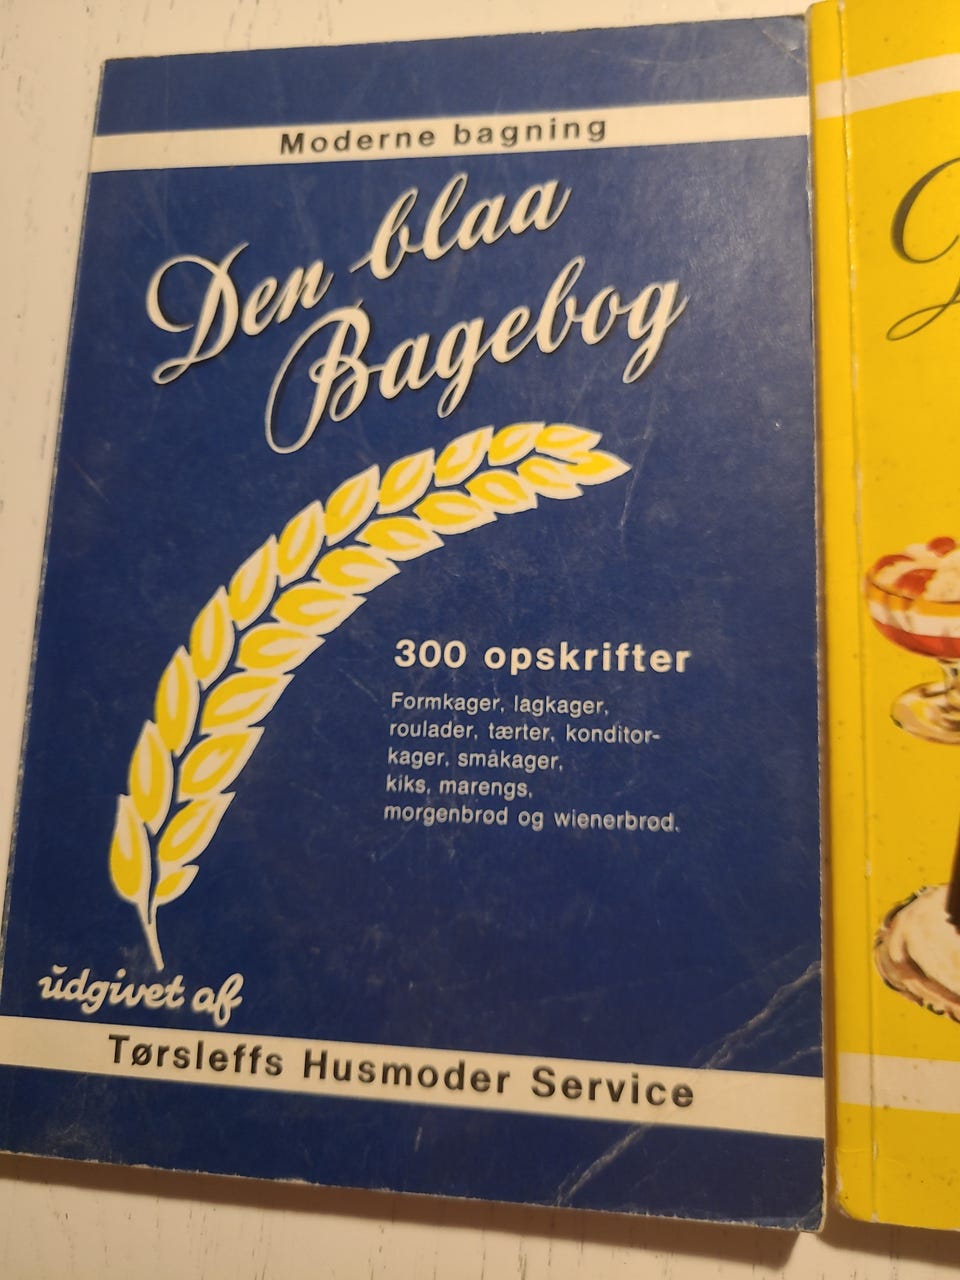 Moderne bagning
Den blaa
Bagebog
300 opskrifter
Formkager, lagkager,
roulader, tærter, konditor-
kager, småkager,
kiks, marengs,
morgenbrød og wienerbrød.
udgivet af
Tørsleffs Husmoder Service